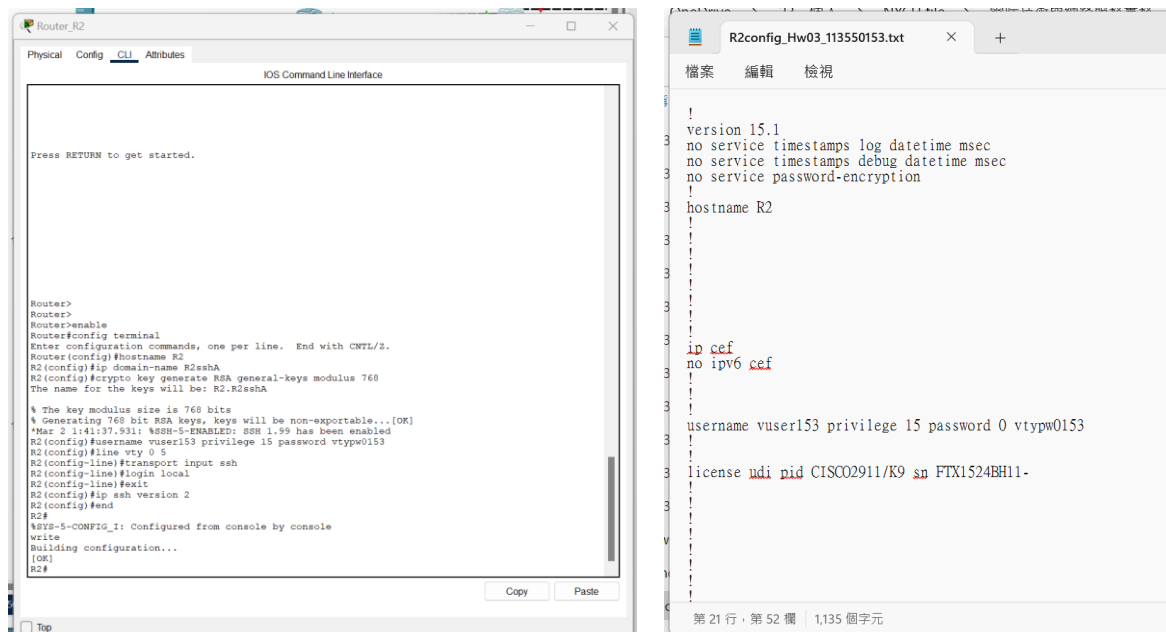 Router_R2
Physical Config CLI Attributes
IOS Command Line Interface
Press RETURN to get started.
Router>
Router>
Router>enable
Router#config terminal
Enter configuration commands, one per line. End with CNTL/Z.
Router(config)#hostname R2
R2(config)#ip domain-name R2sshA
R2(config)#crypto key generate RSA general-keys modulus 768
The name for the keys will be: R2.R2sshA
% The key modulus size is 768 bits
% Generating 768 bit RSA keys, keys will be non-exportable...[OK]
*Mar 2 1:41:37.931: %SSH-5-ENABLED: SSH 1.99 has been enabled
R2(config)#username vuser153 privilege 15 password vtypw0153
R2(config)#line vty 0 5
R2(config-line)#transport input ssh
R2(config-line)#login local
R2(config-line)#exit
R2(config)#ip ssh version 2
R2(config)#end
R2#
%SYS-5-CONFIG_I: Configured from console by console
write
Building configuration...
[OK]
R2#
Copy Paste
Top
R2config_Hw03_113550153.txt
檔案 編輯 檢視
!
version 15.1
no service timestamps log datetime msec
no service timestamps debug datetime msec
no service password-encryption
!
hostname R2
!
!
!
!
!
!
!
!
ip cef
no ipv6 cef
!
!
!
username vuser153 privilege 15 password 0 vtypw0153
!
!
license udi pid CISCO2911/K9 sn FTX1524BH11-
!
!
!
!
!
!
!
!
第 21 行，第 52 欄 1,135 個字元